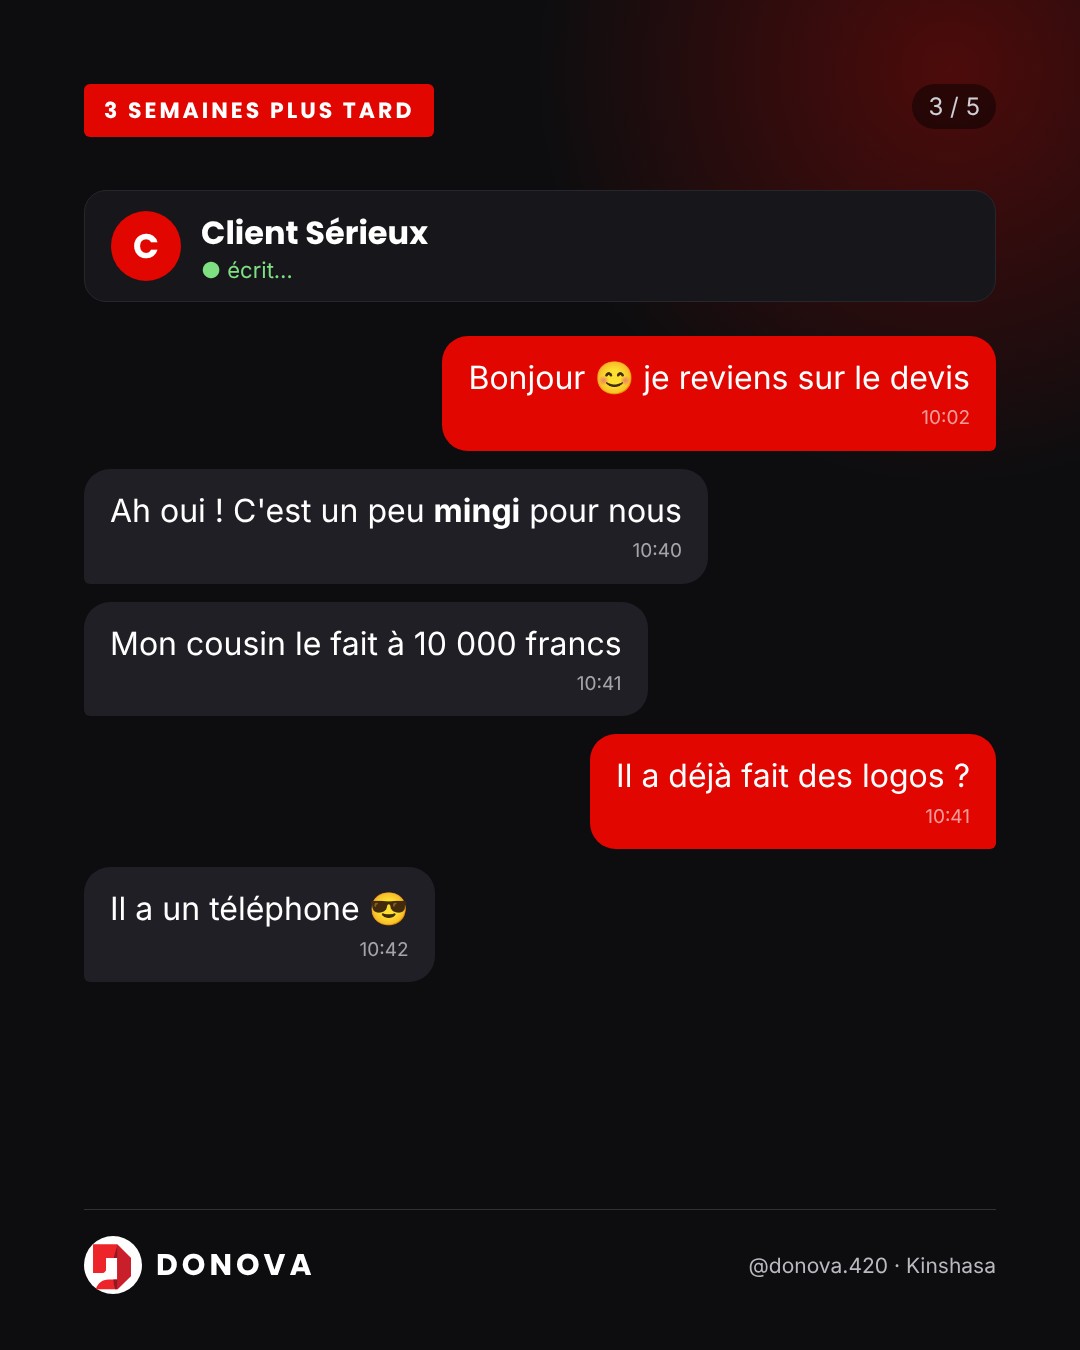 3 SEMAINES PLUS TARD
3 / 5
C
Client Sérieux
écrit...
Bonjour 😊 je reviens sur le devis
10:02
Ah oui ! C'est un peu mingi pour nous
10:40
Mon cousin le fait à 10 000 francs
10:41
Il a déjà fait des logos ?
10:41
Il a un téléphone 😎
10:42
DONOVA
@donova.420 · Kinshasa